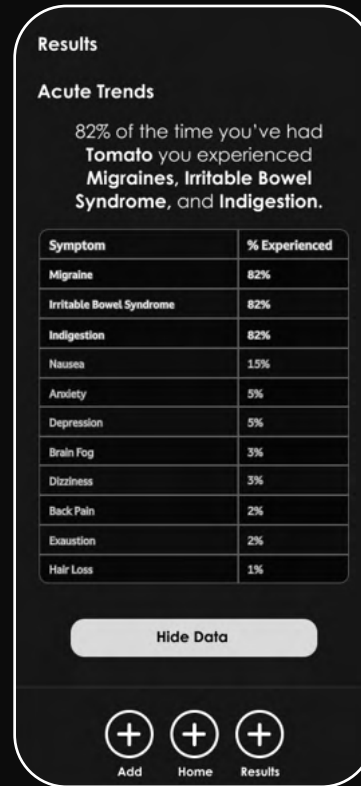 Results
Acute Trends
82% of the time you've had
Tomato you experienced
Migraines, Irritable Bowel
Syndrome, and Indigestion.
Symptom % Experienced
Migraine 82%
Irritable Bowel Syndrome 82%
Indigestion 82%
Nausea 15%
Anxiety 5%
Depression 5%
Brain Fog 3%
Dizziness 3%
Back Pain 2%
Exaustion 2%
Hair Loss 1%
Hide Data
Add Home Results